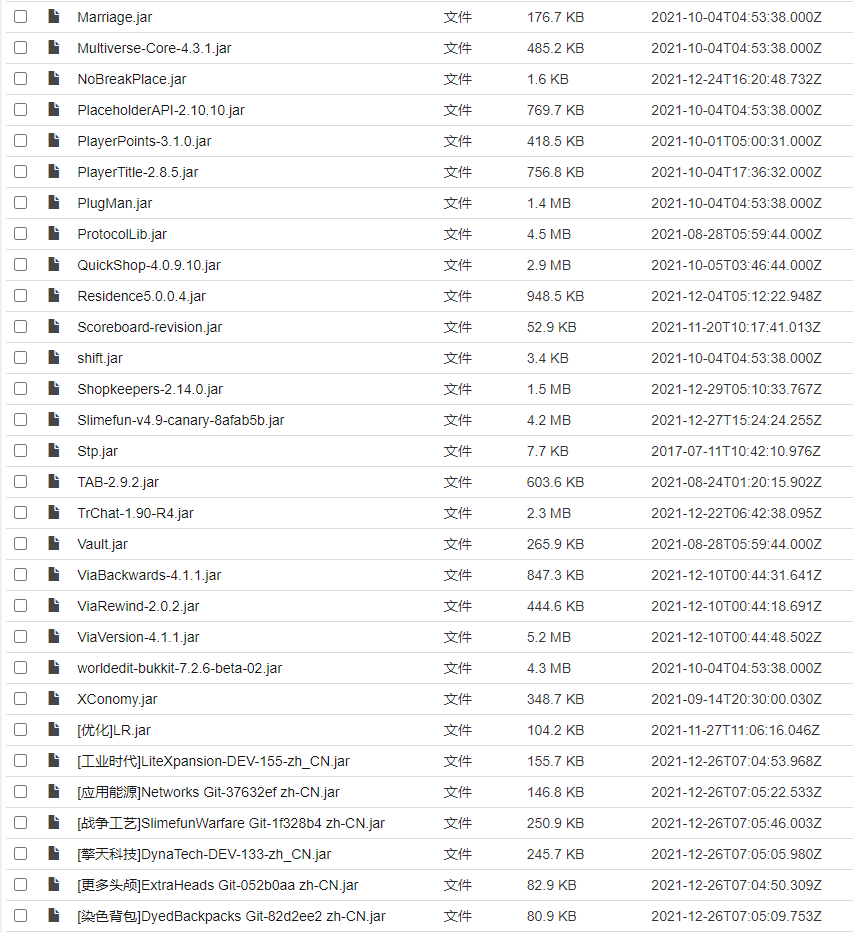 Marriage.jar 文件 176.7 KB 2021-10-04T04:53:38.000Z
Multiverse-Core-4.3.1.jar 文件 485.2 KB 2021-10-04T04:53:38.000Z
NoBreakPlace.jar 文件 1.6 KB 2021-12-24T16:20:48.732Z
PlaceholderAPI-2.10.10.jar 文件 769.7 KB 2021-10-04T04:53:38.000Z
PlayerPoints-3.1.0.jar 文件 418.5 KB 2021-10-01T05:00:31.000Z
PlayerTitle-2.8.5.jar 文件 756.8 KB 2021-10-04T17:36:32.000Z
PlugMan.jar 文件 1.4 MB 2021-10-04T04:53:38.000Z
ProtocolLib.jar 文件 4.5 MB 2021-08-28T05:59:44.000Z
QuickShop-4.0.9.10.jar 文件 2.9 MB 2021-10-05T03:46:44.000Z
Residence5.0.0.4.jar 文件 948.5 KB 2021-12-04T05:12:22.948Z
Scoreboard-revision.jar 文件 52.9 KB 2021-11-20T10:17:41.013Z
shift.jar 文件 3.4 KB 2021-10-04T04:53:38.000Z
Shopkeepers-2.14.0.jar 文件 1.5 MB 2021-12-29T05:10:33.767Z
Slimefun-v4.9-canary-8afab5b.jar 文件 4.2 MB 2021-12-27T15:24:24.255Z
Stp.jar 文件 7.7 KB 2017-07-11T10:42:10.976Z
TAB-2.9.2.jar 文件 603.6 KB 2021-08-24T01:20:15.902Z
TrChat-1.90-R4.jar 文件 2.3 MB 2021-12-22T06:42:38.095Z
Vault.jar 文件 265.9 KB 2021-08-28T05:59:44.000Z
ViaBackwards-4.1.1.jar 文件 847.3 KB 2021-12-10T00:44:31.641Z
ViaRewind-2.0.2.jar 文件 444.6 KB 2021-12-10T00:44:18.691Z
ViaVersion-4.1.1.jar 文件 5.2 MB 2021-12-10T00:44:48.502Z
worldedit-bukkit-7.2.6-beta-02.jar 文件 4.3 MB 2021-10-04T04:53:38.000Z
XConomy.jar 文件 348.7 KB 2021-09-14T20:30:00.030Z
[优化]LR.jar 文件 104.2 KB 2021-11-27T11:06:16.046Z
[工业时代]LiteXpansion-DEV-155-zh_CN.jar 文件 155.7 KB 2021-12-26T07:04:53.968Z
[应用能源]Networks Git-37632ef zh-CN.jar 文件 146.8 KB 2021-12-26T07:05:22.533Z
[战争工艺]SlimefunWarfare Git-1f328b4 zh-CN.jar 文件 250.9 KB 2021-12-26T07:05:46.003Z
[擎天科技]DynaTech-DEV-133-zh_CN.jar 文件 245.7 KB 2021-12-26T07:05:05.980Z
[更多头颅]ExtraHeads Git-052b0aa zh-CN.jar 文件 82.9 KB 2021-12-26T07:04:50.309Z
[染色背包]DyedBackpacks Git-82d2ee2 zh-CN.jar 文件 80.9 KB 2021-12-26T07:05:09.753Z